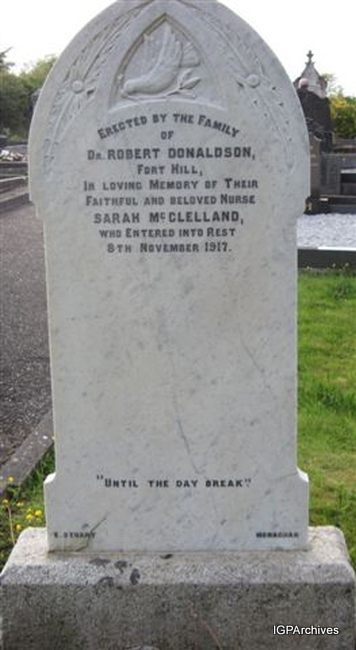 ERECTED BY THE FAMILY
OF
DR. ROBERT DONALDSON,
FORT HILL,
IN LOVING MEMORY OF THEIR
FAITHFUL AND BELOVED NURSE
SARAH McCLELLAND,
WHO ENTERED INTO REST
8TH NOVEMBER 1917.
"UNTIL THE DAY BREAK".
E. STUART MONAGHAN
IGPArchives